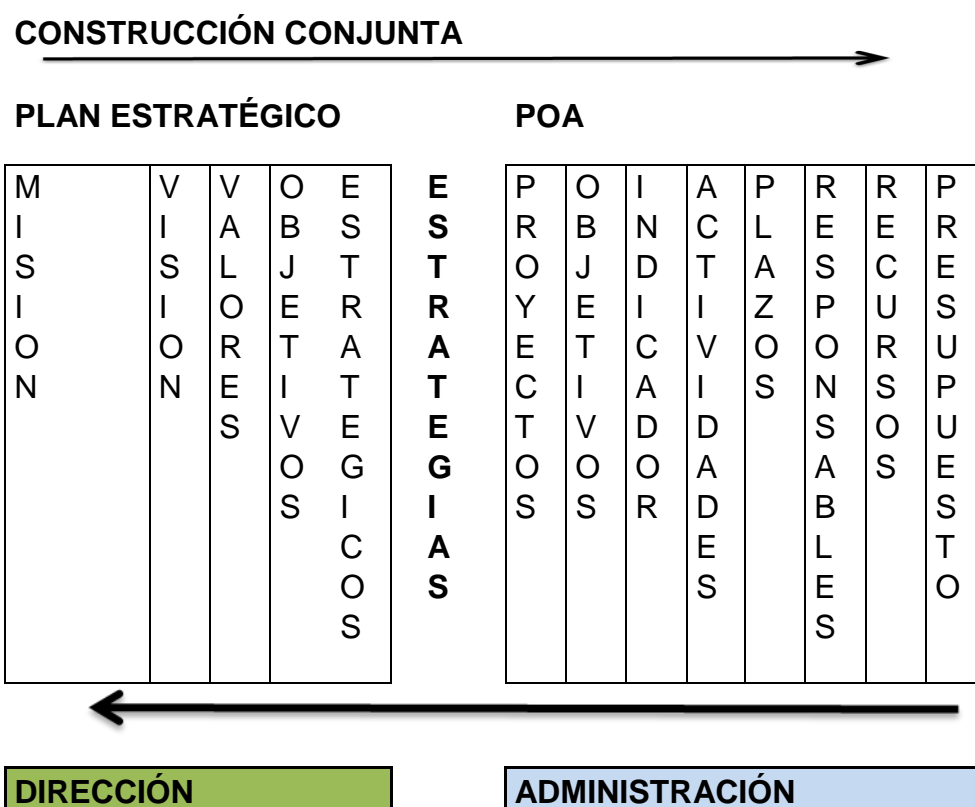 CONSTRUCCIÓN CONJUNTA
PLAN ESTRATÉGICO
POA
MISION
VISION
VALORES
OBJETIVOS
ESTRATEGICOS
ESTRATEGIAS
PROYECTOS
OBJETIVOS
INDICADOR
ACTIVIDADES
PLAZOS
RESPONSABLES
RECURSOS
PRESUPUESTO
DIRECCIÓN
ADMINISTRACIÓN